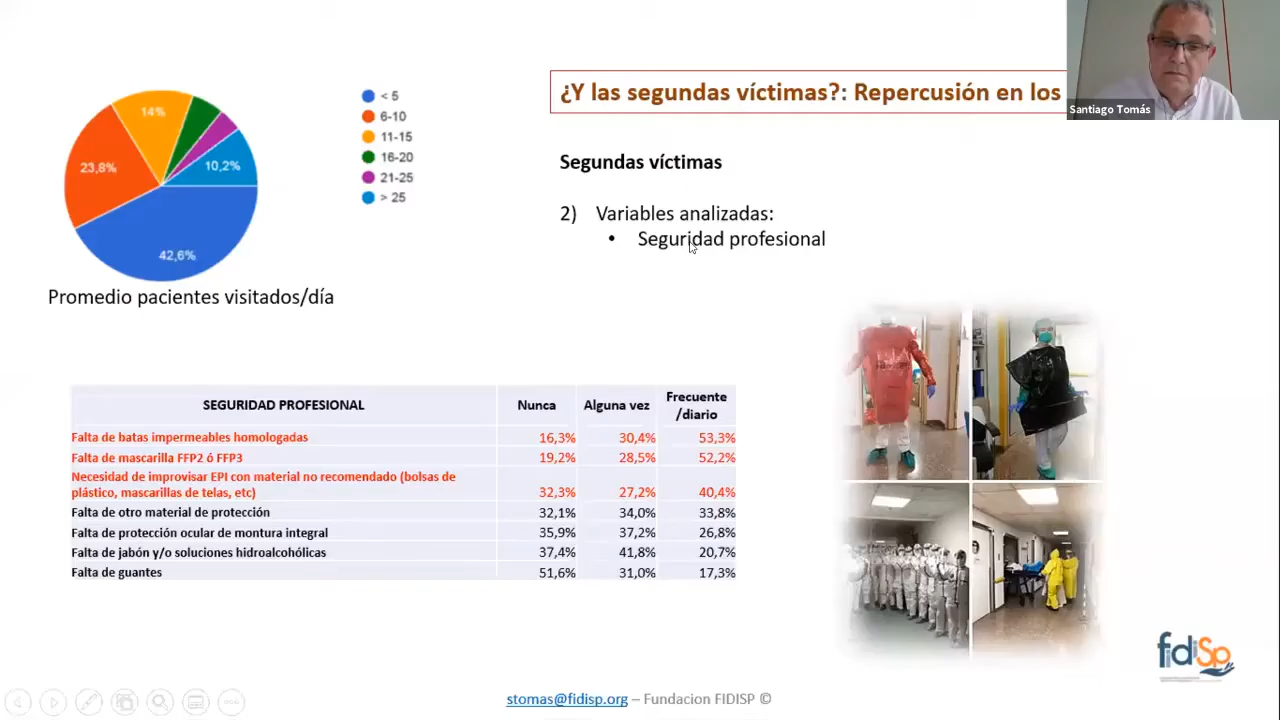 ¿Y las segundas víctimas?: Repercusión en los
Santiago Tomás
14%
23,8%
10,2%
42,6%
< 5
6-10
11-15
16-20
21-25
> 25
Promedio pacientes visitados/día
Segundas víctimas
2) Variables analizadas:
• Seguridad profesional
SEGURIDAD PROFESIONAL Nunca Alguna vez Frecuente /diario
Falta de batas impermeables homologadas 16,3% 30,4% 53,3%
Falta de mascarilla FFP2 ó FFP3 19,2% 28,5% 52,2%
Necesidad de improvisar EPI con material no recomendado (bolsas de
plástico, mascarillas de telas, etc) 32,3% 27,2% 40,4%
Falta de otro material de protección 32,1% 34,0% 33,8%
Falta de protección ocular de montura integral 35,9% 37,2% 26,8%
Falta de jabón y/o soluciones hidroalcohólicas 37,4% 41,8% 20,7%
Falta de guantes 51,6% 31,0% 17,3%
fidisp
stomas@fidisp.org – Fundacion FIDISP ©